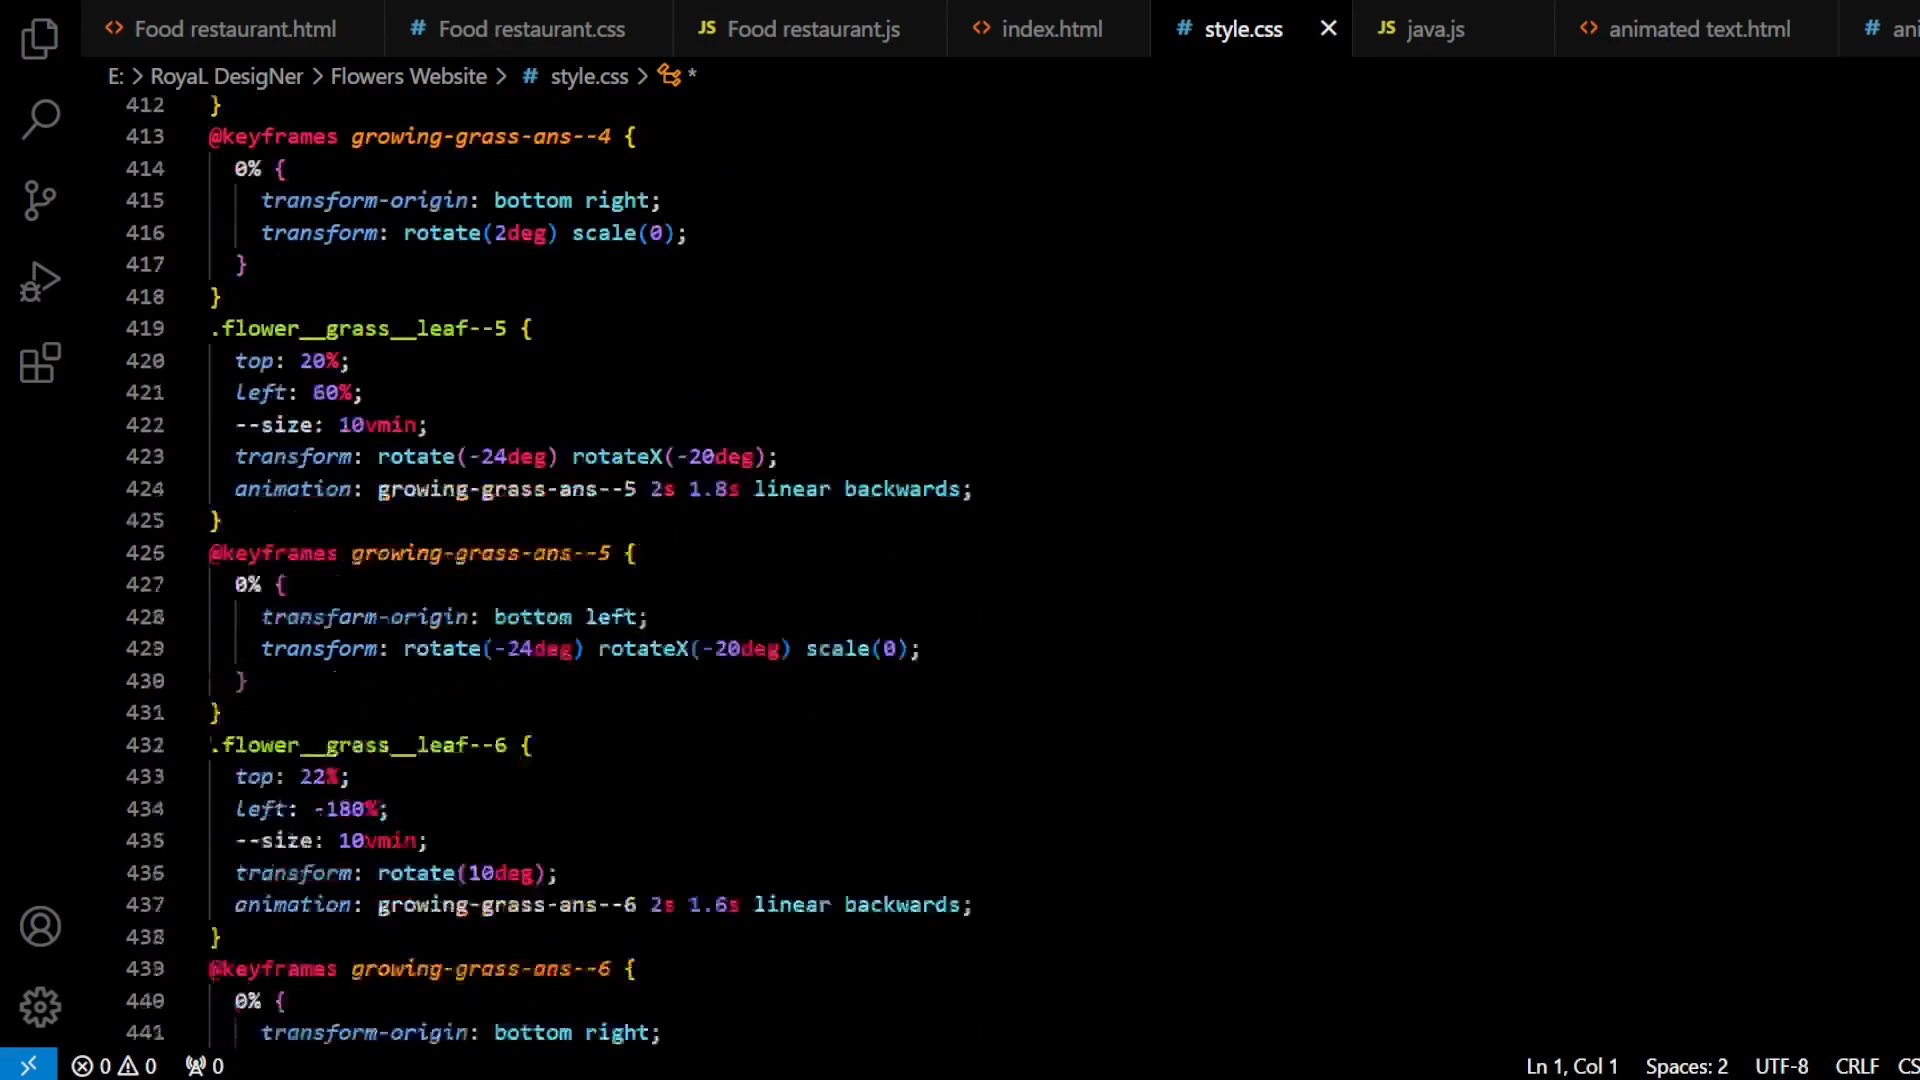 Food restaurant.html Food restaurant.css JS Food restaurant.js index.html style.css JS java.js animated text.html
E: > RoyaL DesigNer > Flowers Website > # style.css > *
412 }
413 @keyframes growing-grass-ans--4 {
414 0% {
415 transform-origin: bottom right;
416 transform: rotate(2deg) scale(0);
417 }
418 }
419 .flower__grass__leaf--5 {
420 top: 20%;
421 left: 60%;
422 --size: 10vmin;
423 transform: rotate(-24deg) rotateX(-20deg);
424 animation: growing-grass-ans--5 2s 1.8s linear backwards;
425 }
426 @keyframes growing-grass-ans--5 {
427 0% {
428 transform-origin: bottom left;
429 transform: rotate(-24deg) rotateX(-20deg) scale(0);
430 }
431 }
432 .flower__grass__leaf--6 {
433 top: 22%;
434 left: -180%;
435 --size: 10vmin;
436 transform: rotate(10deg);
437 animation: growing-grass-ans--6 2s 1.6s linear backwards;
438 }
439 @keyframes growing-grass-ans--6 {
440 0% {
441 transform-origin: bottom right;
0 0 0 Ln 1, Col 1 Spaces: 2 UTF-8 CRLF CS